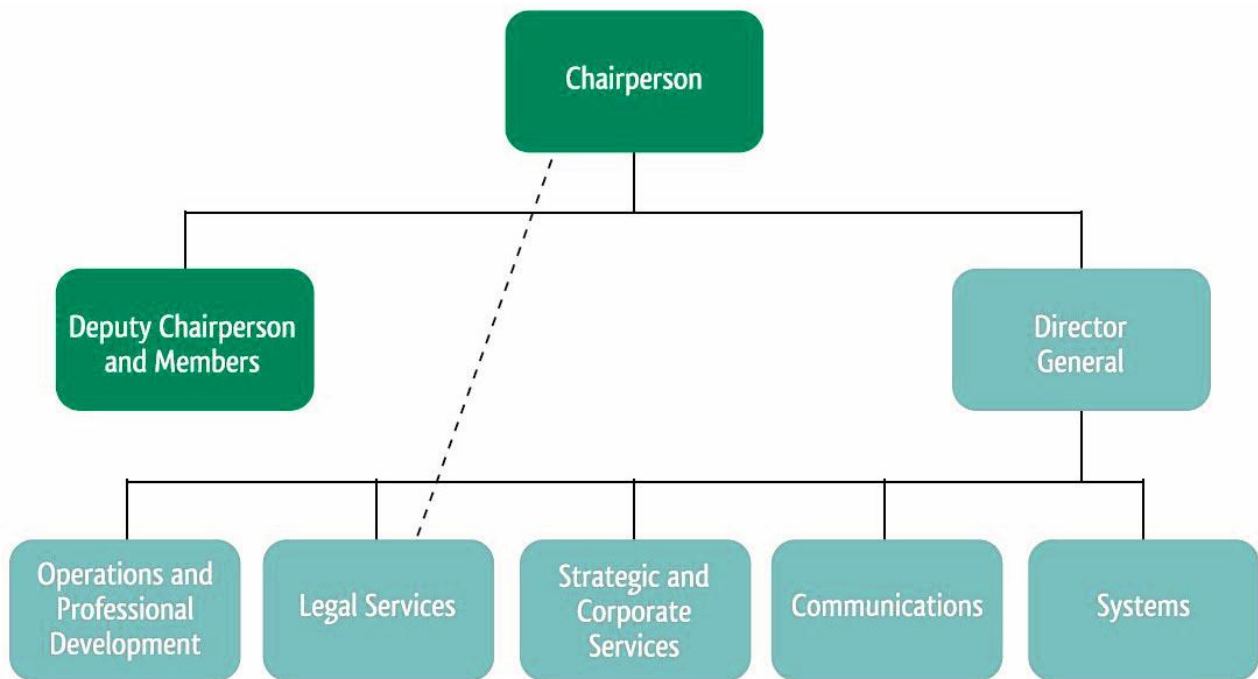 Chairperson
Deputy Chairperson
and Members
Director
General
Operations and
Professional
Development
Legal Services
Strategic and
Corporate
Services
Communications
Systems